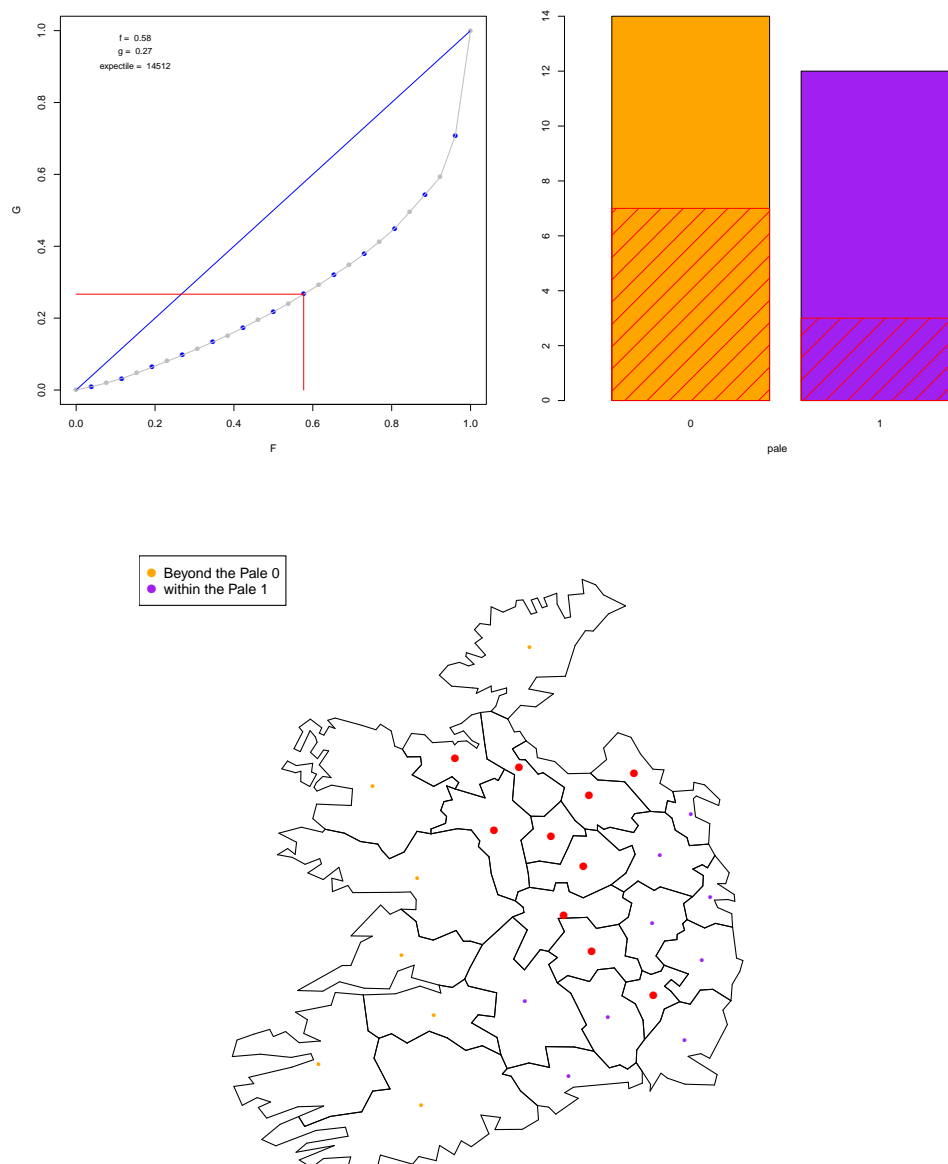 f = 0.58
g = 0.27
expectile = 14512
1.0
0.8
0.6
0.4
0.2
0.0
G
0.0 0.2 0.4 0.6 0.8 1.0
F
14
12
10
8
6
4
2
0
0 1
pale
Beyond the Pale 0
within the Pale 1